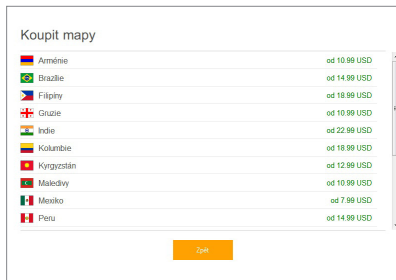 Koupit mapy
Arménie od 10.99 USD
Brazílie od 14.99 USD
Filipíny od 18.99 USD
Gruzie od 10.99 USD
Indie od 22.99 USD
Kolumbie od 18.99 USD
Kyrgyzstán od 12.99 USD
Maledivy od 10.99 USD
Mexiko od 7.99 USD
Peru od 14.99 USD
Zpět